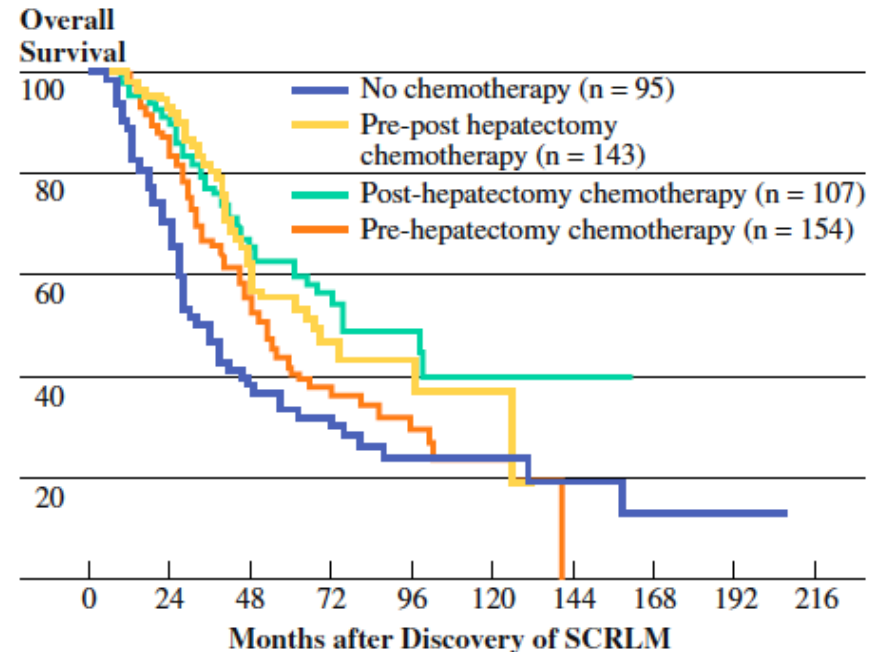 Overall
Survival
100
No chemotherapy (n = 95)
Pre-post hepatectomy
chemotherapy (n = 143)
80
Post-hepatectomy chemotherapy (n = 107)
Pre-hepatectomy chemotherapy (n = 154)
60
40
20
0 24 48 72 96 120 144 168 192 216
Months after Discovery of SCRLM